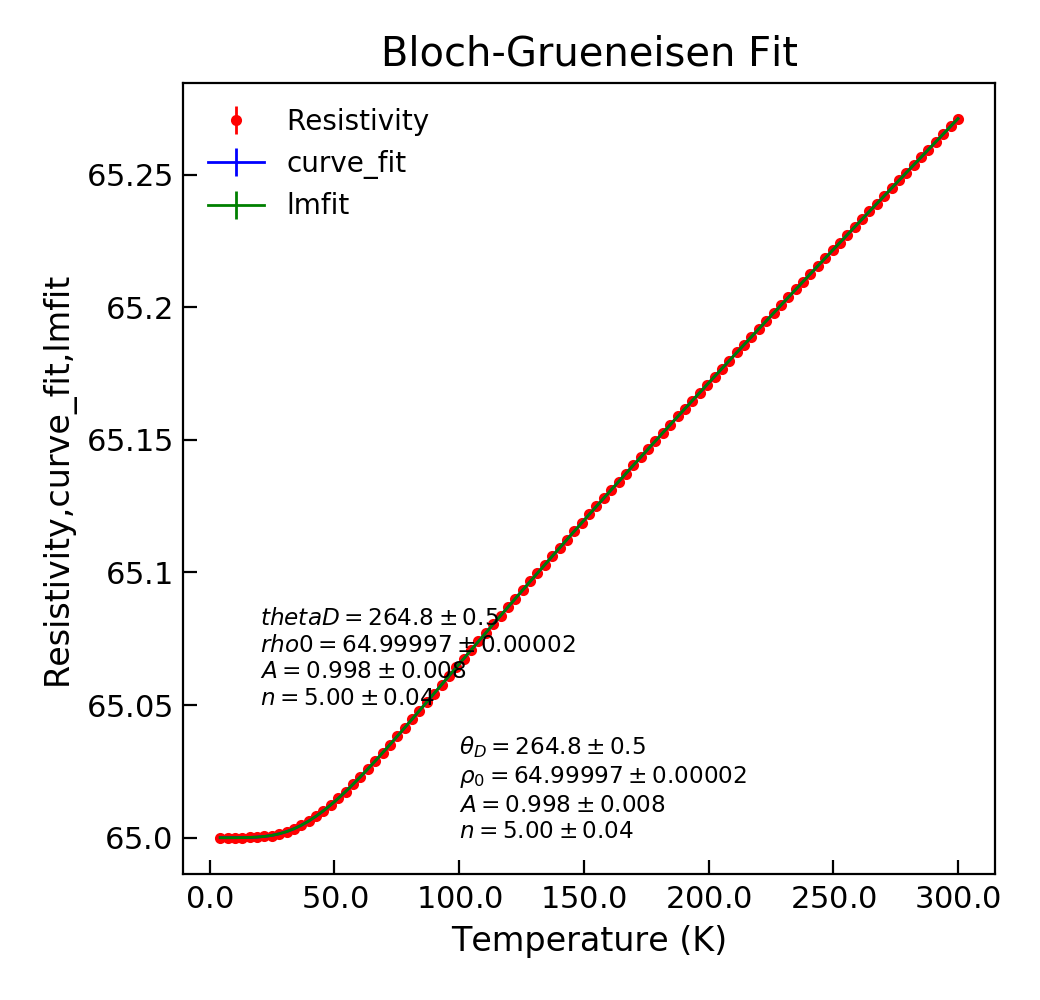 Bloch-Grueneisen Fit
Resistivity
curve_fit
lmfit
65.25
65.2
65.15
65.1
65.05
65.0
Resistivity,curve_fit,lmfit
thetaD = 264.8 ± 0.5
rho0 = 64.99997 ± 0.00002
A = 0.998 ± 0.008
n = 5.00 ± 0.04
θ_D = 264.8 ± 0.5
ρ_0 = 64.99997 ± 0.00002
A = 0.998 ± 0.008
n = 5.00 ± 0.04
0.0 50.0 100.0 150.0 200.0 250.0 300.0
Temperature (K)